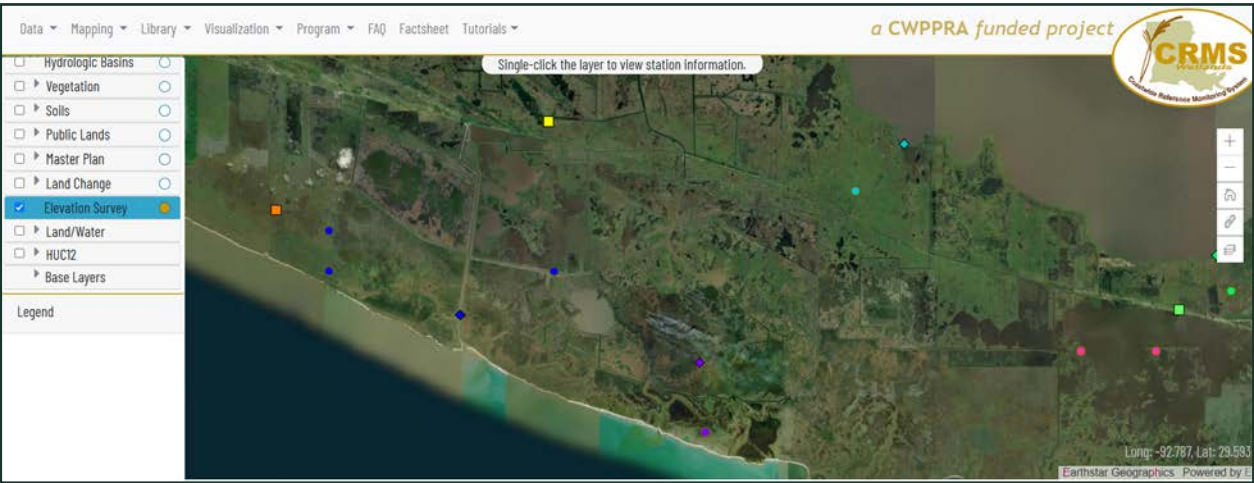 Data Mapping Library Visualization Program FAQ Factsheet Tutorials
a CWPPRA funded project
CRMS
Wetlands
Coastwide Reference Monitoring System
Single-click the layer to view station information.
Hydrologic Basins
Vegetation
Soils
Public Lands
Master Plan
Land Change
Elevation Survey
Land/Water
HUC12
Base Layers
Legend
Long: -92.787, Lat: 29.593
Earthstar Geographics Powered by E